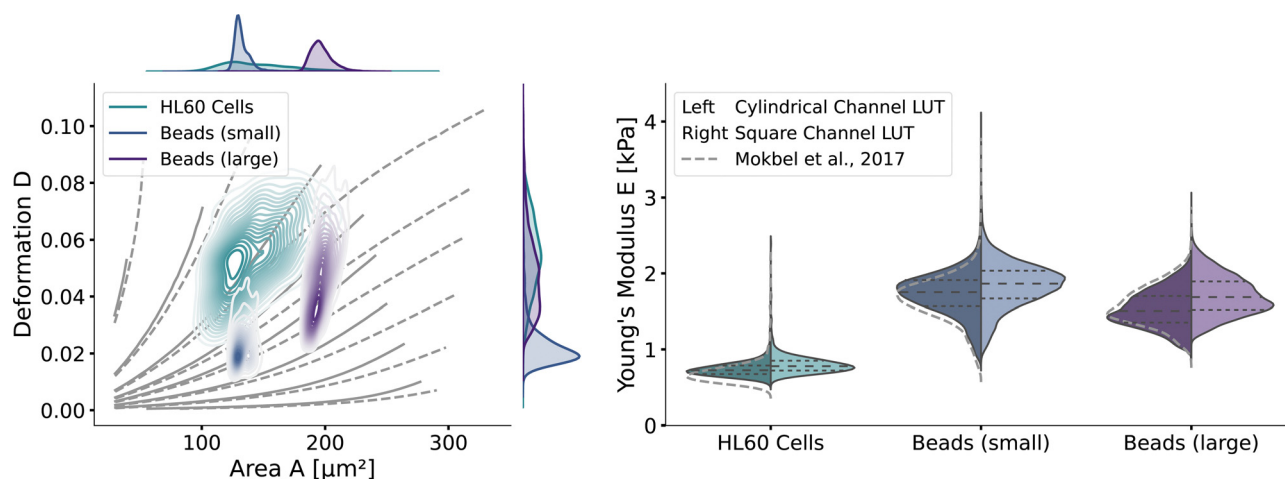 HL60 Cells
Beads (small)
Beads (large)
0.10
0.08
0.06
0.04
0.02
0.00
Deformation D
100
200
300
Area A [µm²]
Left Cylindrical Channel LUT
Right Square Channel LUT
Mokbel et al., 2017
4
3
2
1
0
Young's Modulus E [kPa]
HL60 Cells
Beads (small)
Beads (large)